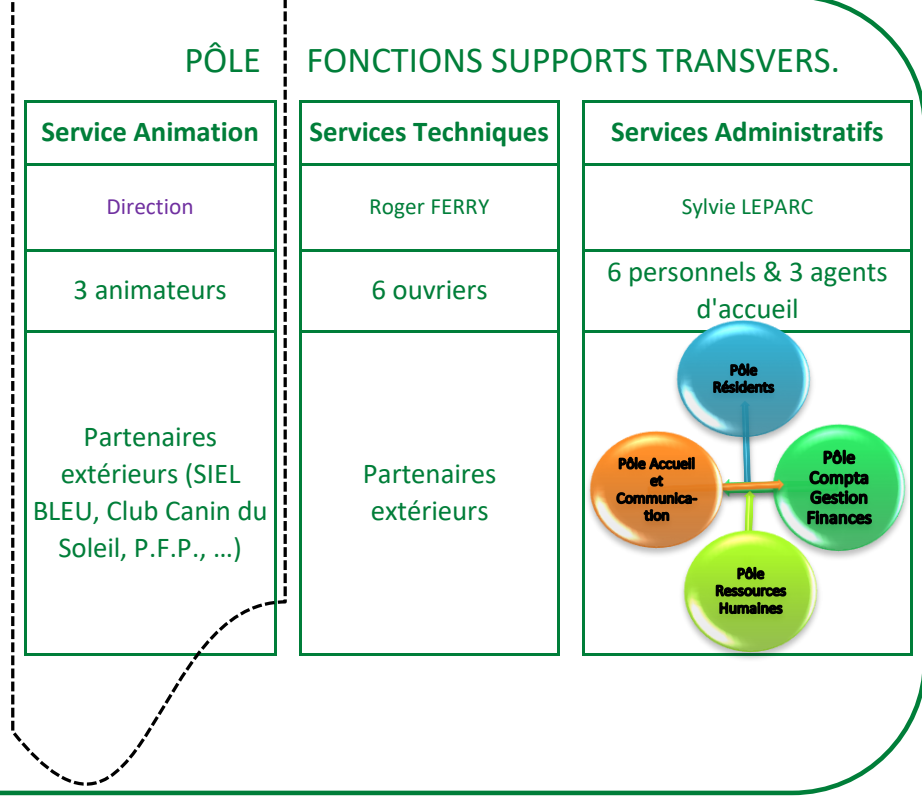 PÔLE FONCTIONS SUPPORTS TRANSVERS.
Service Animation
Direction
3 animateurs
Partenaires
extérieurs (SIEL
BLEU, Club Canin du
Soleil, P.F.P., …)
Services Techniques
Roger FERRY
6 ouvriers
Partenaires
extérieurs
Services Administratifs
Sylvie LEPARC
6 personnels & 3 agents
d'accueil
Pôle
Résidents
Pôle Accueil
et
Communica-
tion
Pôle
Compta
Gestion
Finances
Pôle
Ressources
Humaines